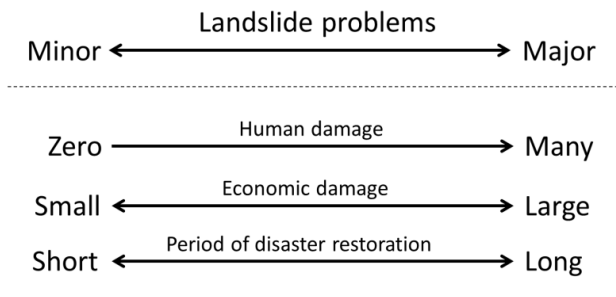 Landslide problems
Minor Major
Human damage
Zero Many
Economic damage
Small Large
Period of disaster restoration
Short Long